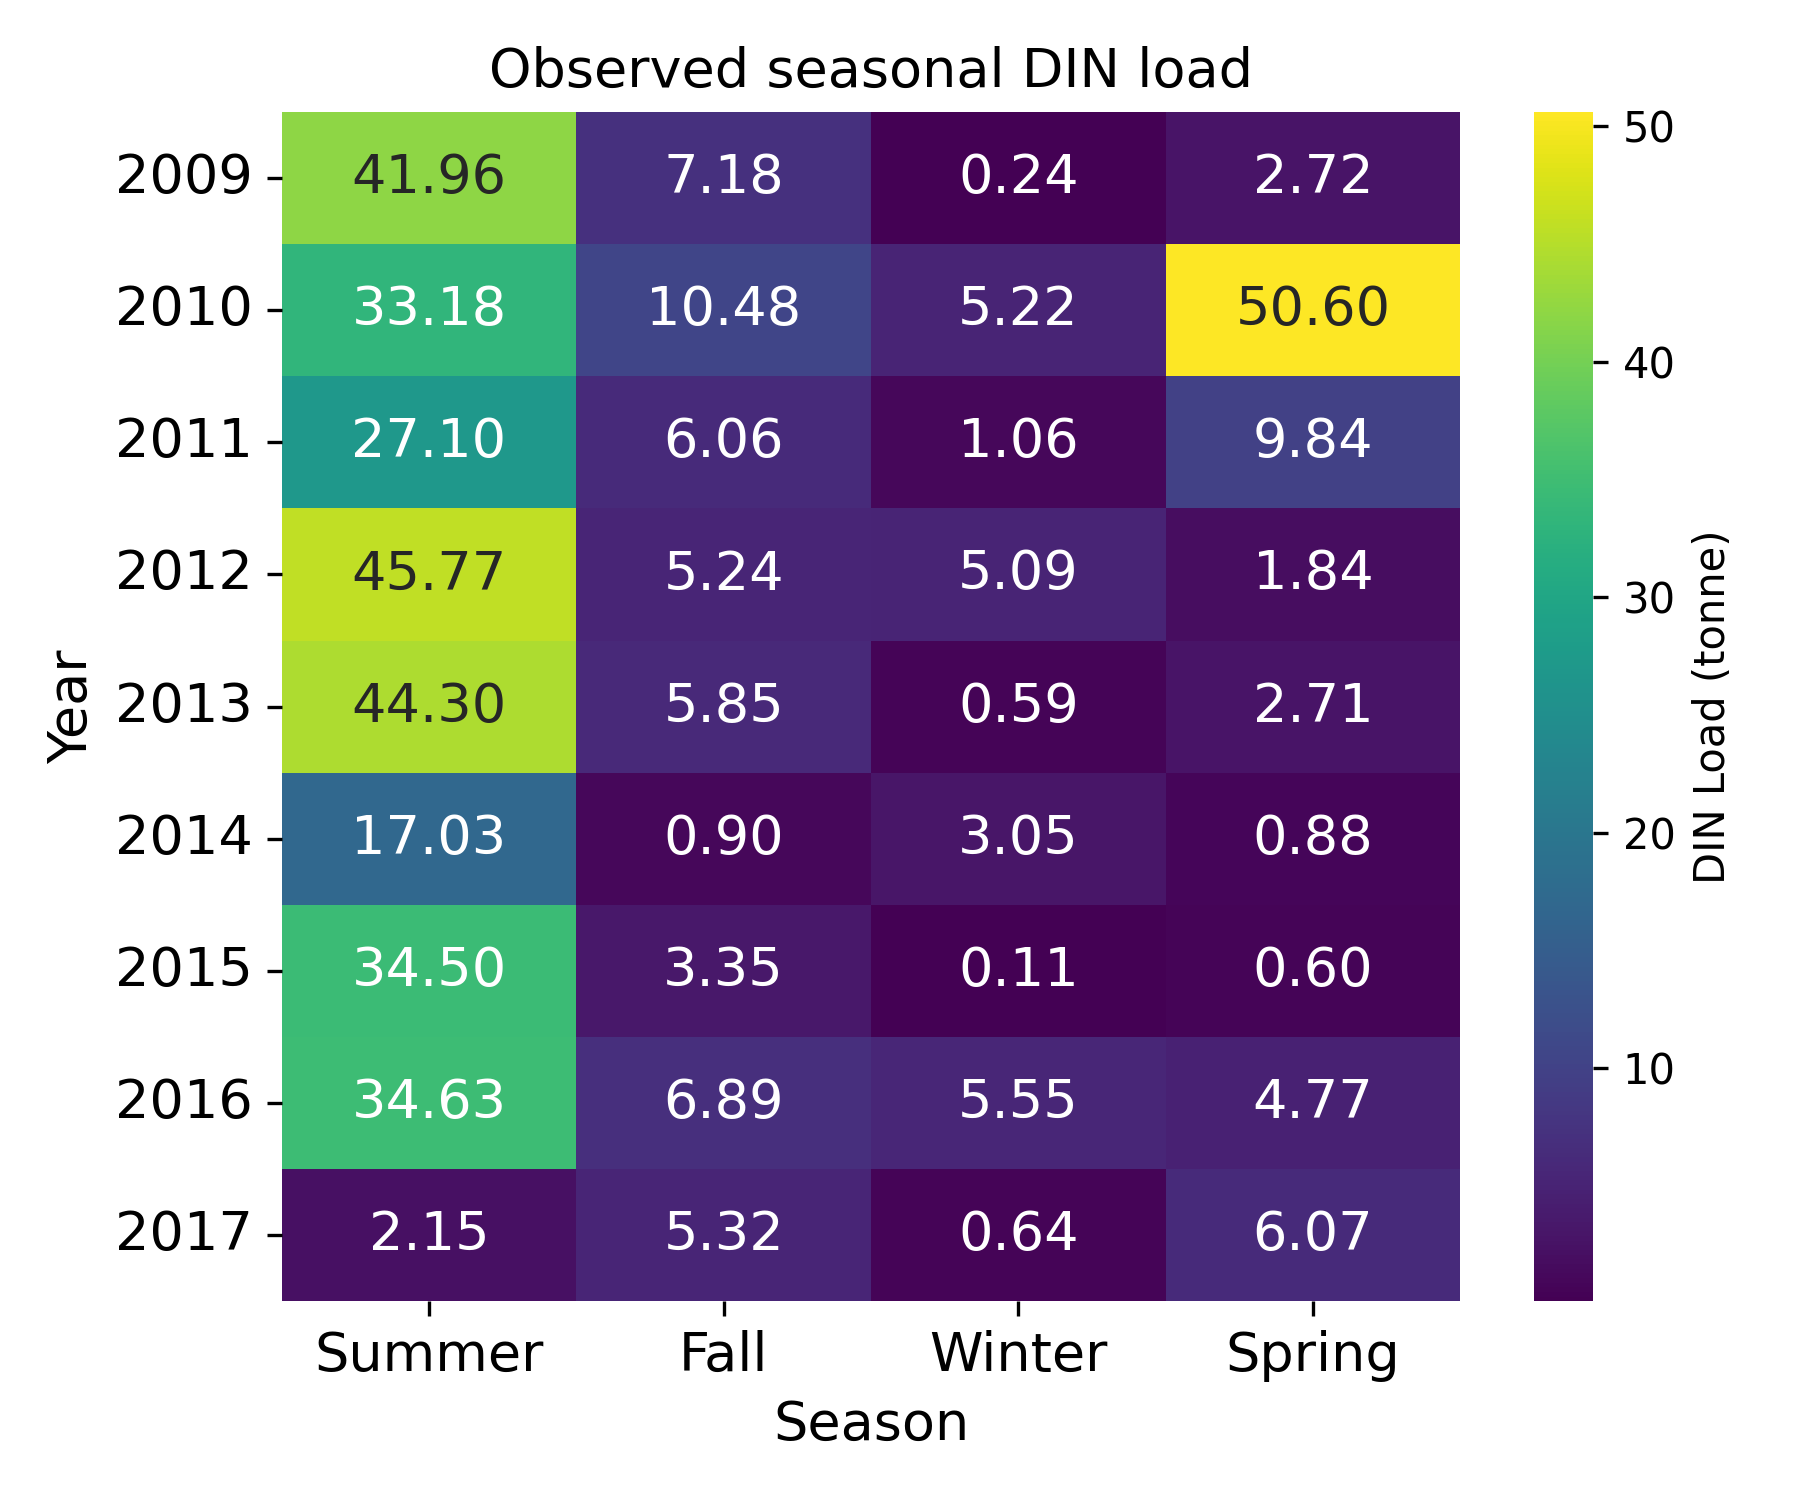 Observed seasonal DIN load
2009 41.96 7.18 0.24 2.72
2010 33.18 10.48 5.22 50.60
2011 27.10 6.06 1.06 9.84
2012 45.77 5.24 5.09 1.84
2013 44.30 5.85 0.59 2.71
2014 17.03 0.90 3.05 0.88
2015 34.50 3.35 0.11 0.60
2016 34.63 6.89 5.55 4.77
2017 2.15 5.32 0.64 6.07
Summer Fall Winter Spring
Season
Year
50
40
30
20
10
DIN Load (tonne)